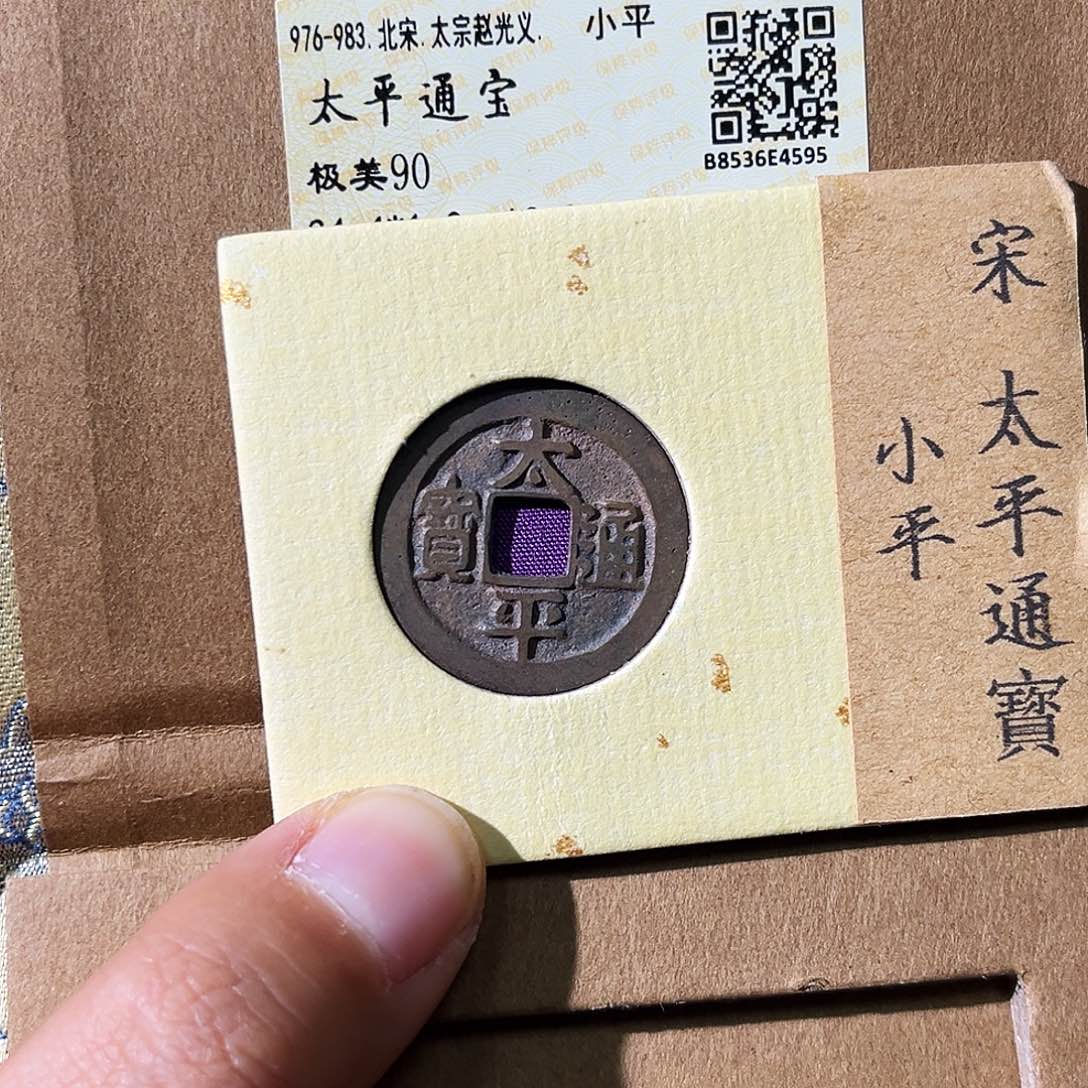 976-983.北宋.太宗赵光义.
小平
太平通宝
极美90
B8536E4595
太平通寳
宋 太平通寶
小平